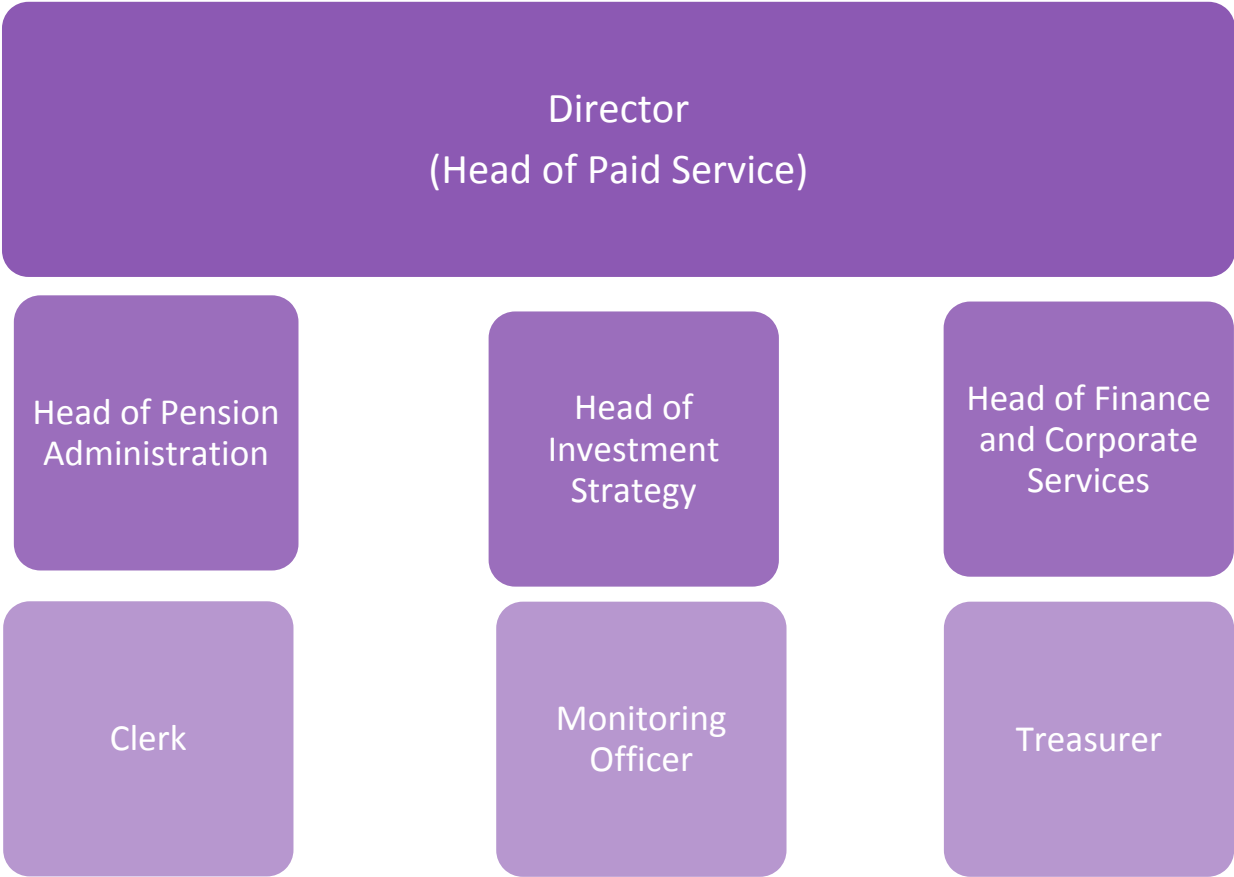 Director
(Head of Paid Service)
Head of Pension
Administration
Head of
Investment
Strategy
Head of Finance
and Corporate
Services
Clerk
Monitoring
Officer
Treasurer